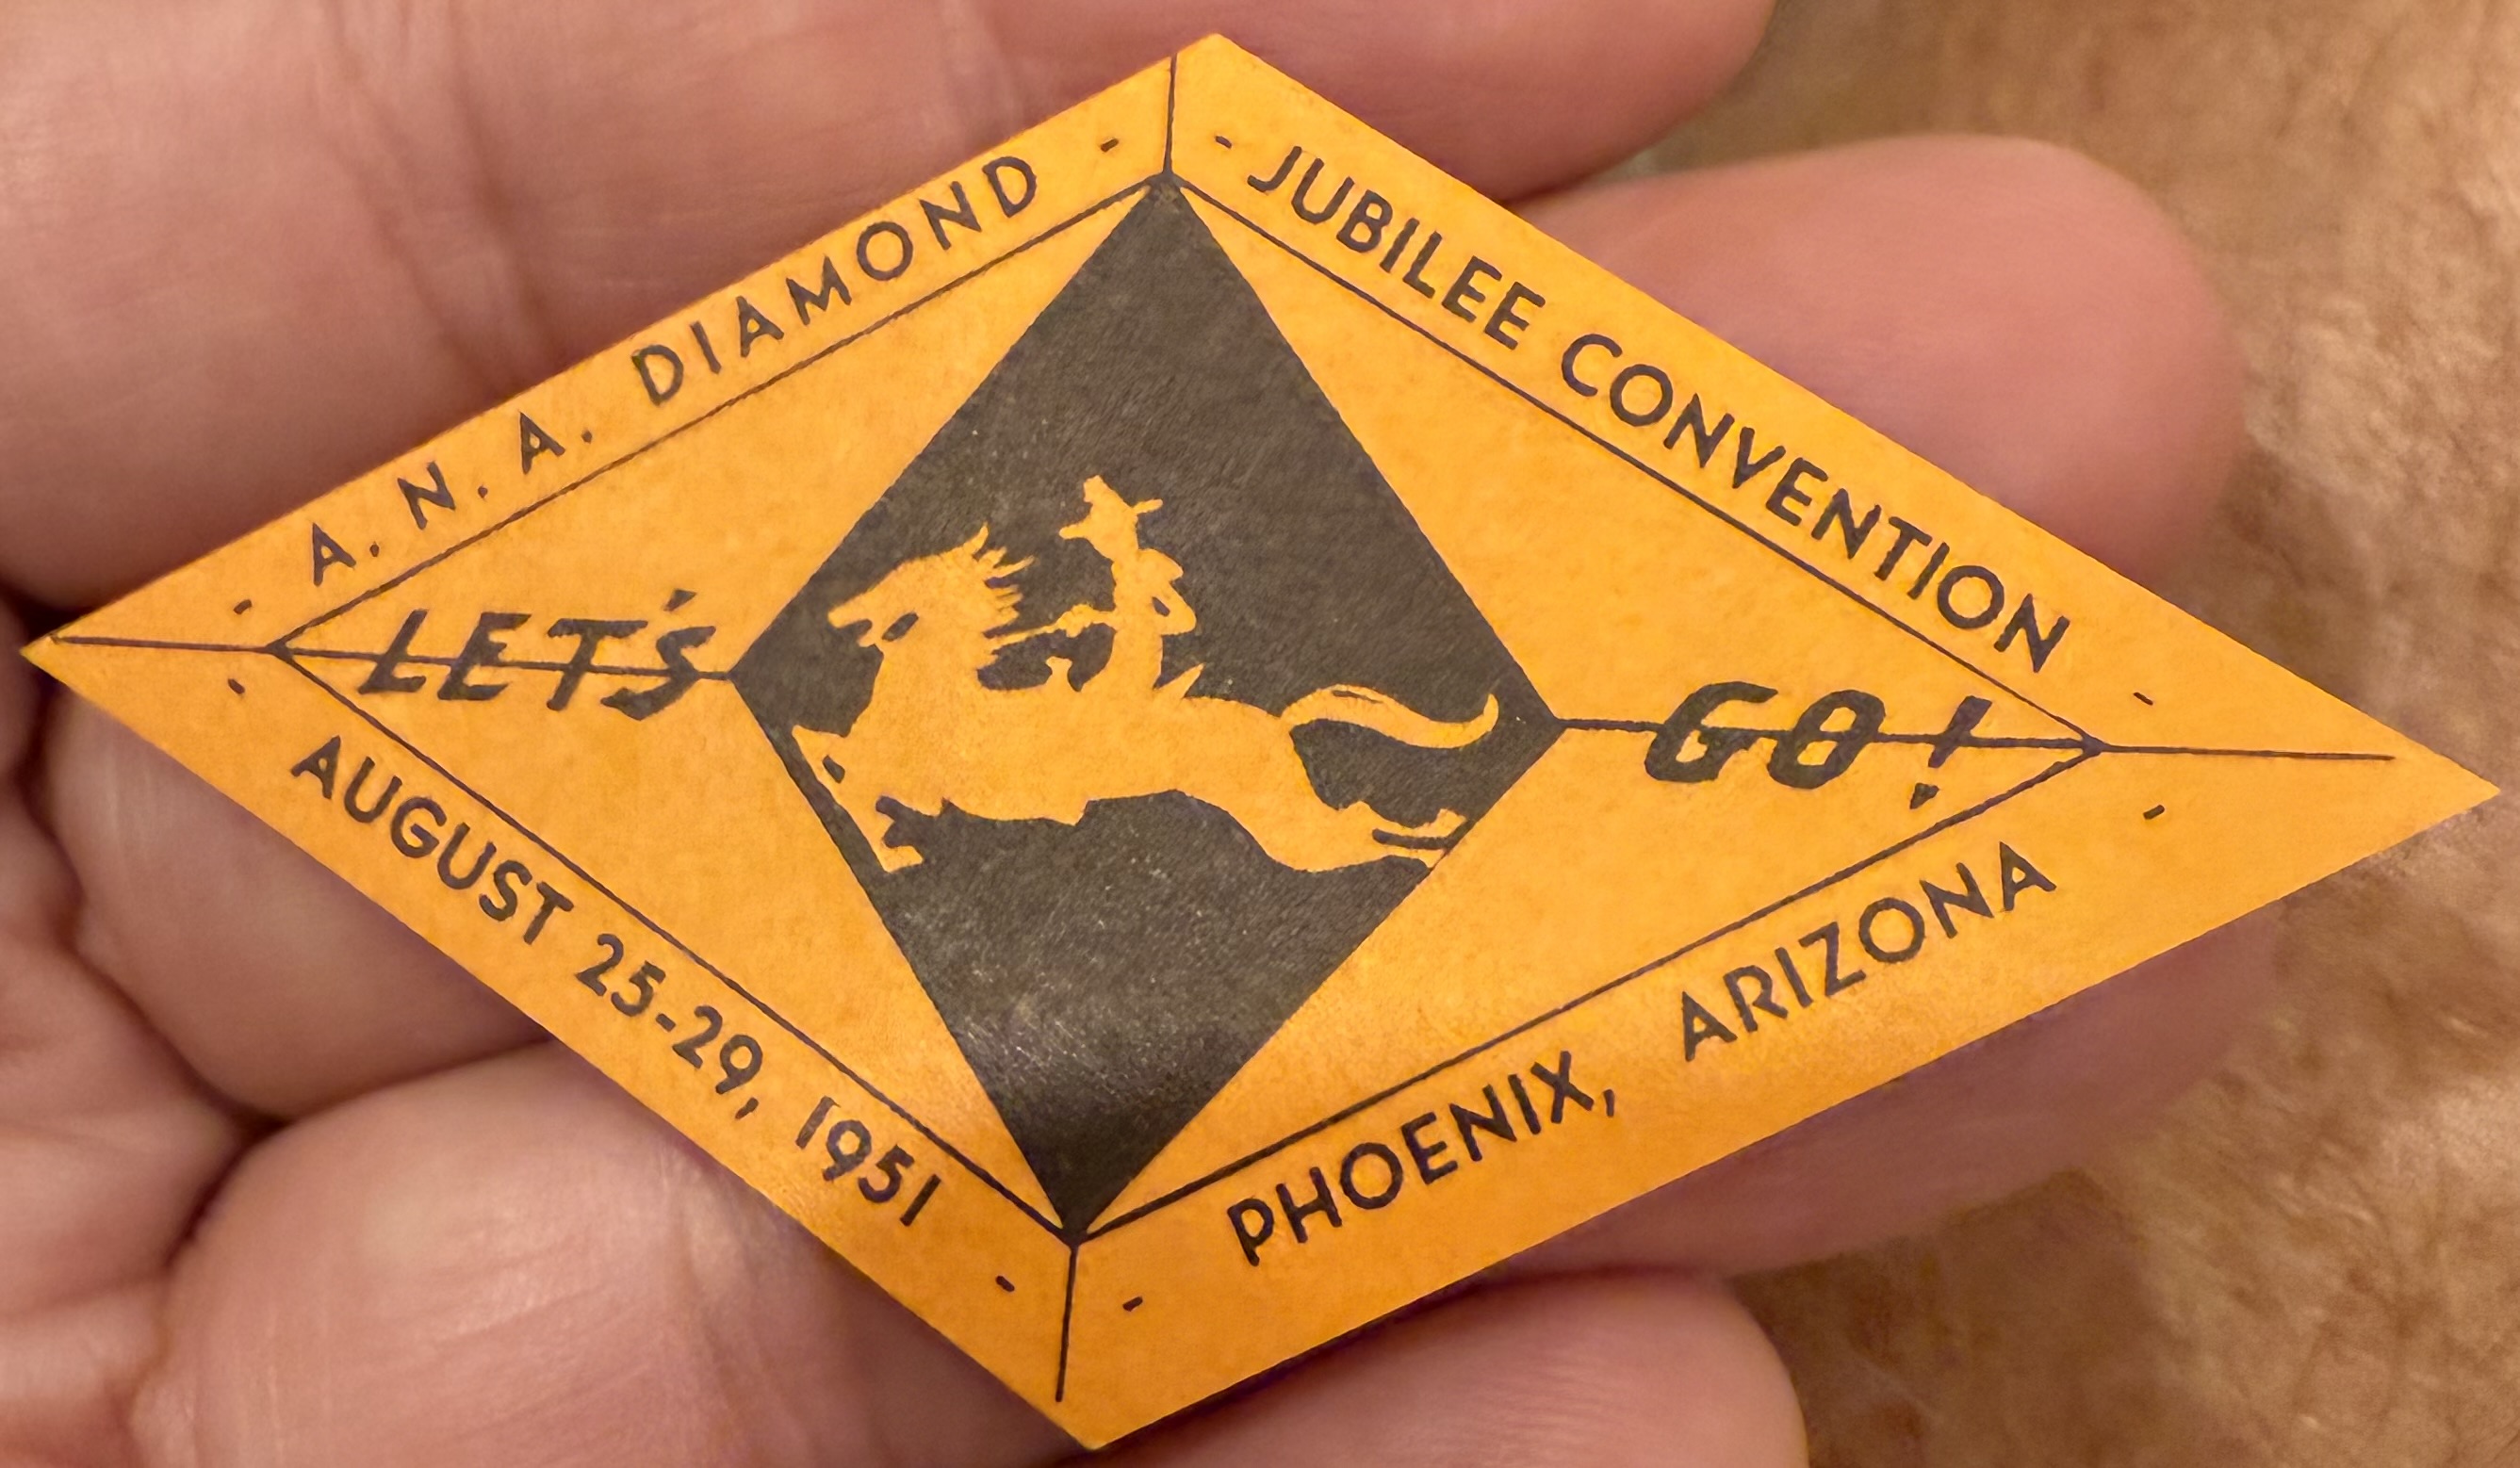 - A. N. A. DIAMOND -
- JUBILEE CONVENTION -
LET'S GO!
- AUGUST 25-29, 1951 -
- PHOENIX, ARIZONA -